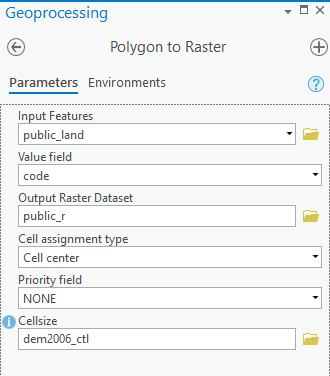 Geoprocessing
Polygon to Raster
Parameters Environments
Input Features
public_land
Value field
code
Output Raster Dataset
public_r
Cell assignment type
Cell center
Priority field
NONE
Cellsize
dem2006_ctl